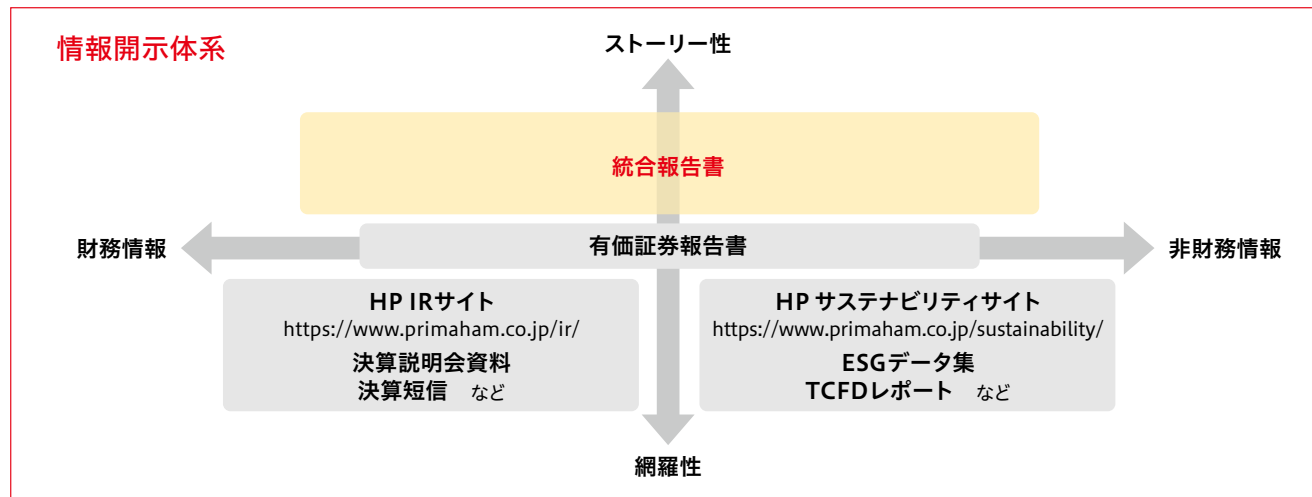 情報開示体系
ストーリー性
統合報告書
財務情報
有価証券報告書
非財務情報
HP IRサイト
https://www.primaham.co.jp/ir/
決算説明会資料
決算短信 など
HP サステナビリティサイト
https://www.primaham.co.jp/sustainability/
ESGデータ集
TCFDレポート など
網羅性